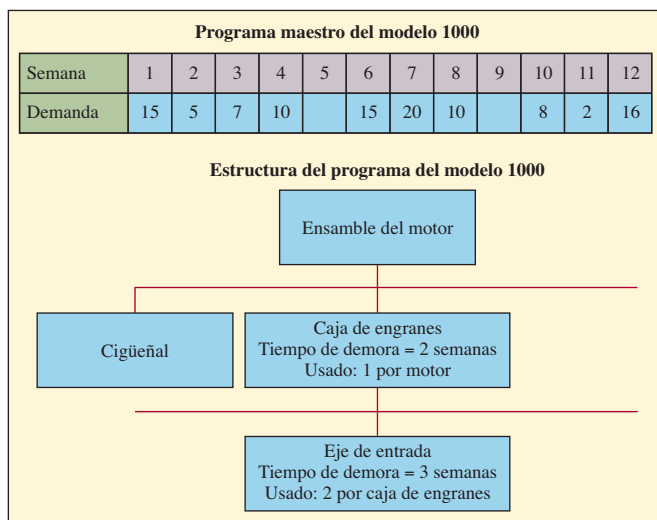 Programa maestro del modelo 1000
Semana 1 2 3 4 5 6 7 8 9 10 11 12
Demanda 15 5 7 10 15 20 10 8 2 16
Estructura del programa del modelo 1000
Ensamble del motor
Cigüeñal
Caja de engranes
Tiempo de demora = 2 semanas
Usado: 1 por motor
Eje de entrada
Tiempo de demora = 3 semanas
Usado: 2 por caja de engranes